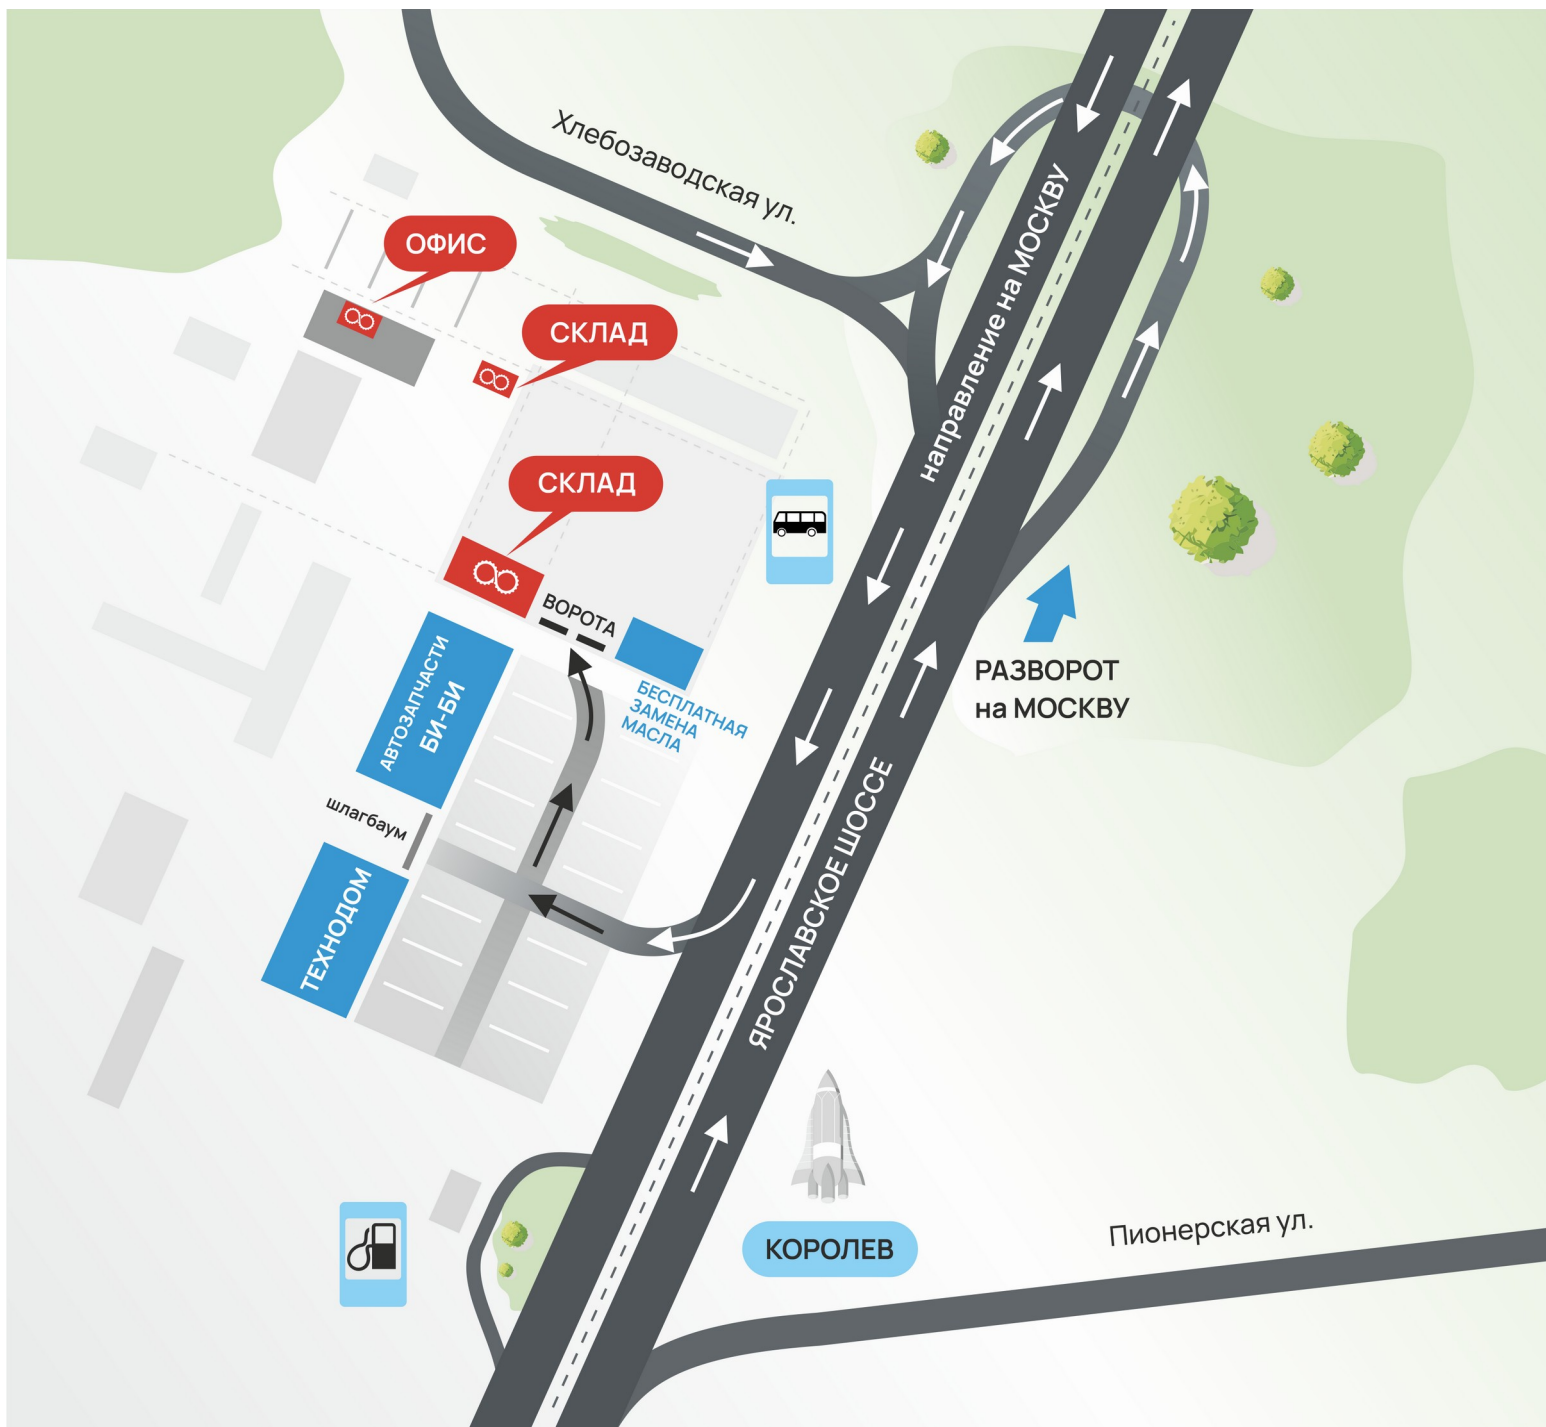 Хлебозаводская ул.
ОФИС
СКЛАД
СКЛАД
направление на МОСКВУ
ВОРОТА
АВТОЗАПЧАСТИ
БИ-БИ
БЕСПЛАТНАЯ
ЗАМЕНА
МАСЛА
РАЗВОРОТ
на МОСКВУ
шлагбаум
ТЕХНОДОМ
ЯРОСЛАВСКОЕ ШОССЕ
КОРОЛЕВ
Пионерская ул.